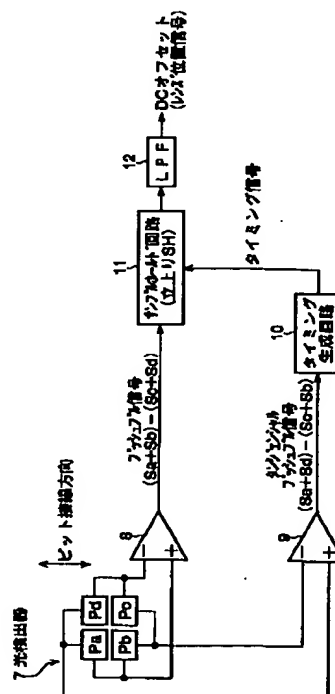 7 光検出器
ピット接線方向
Pa
Pd
Pb
Pc
8
プッシュプル信号
(Sa+Sb)-(Sc+Sd)
11
サンプルホールド回路
(立上りSH)
12
LPF
DCオフセット
(レンズ位置信号)
9
タンジェンシャル
プッシュプル信号
(Sa+Sd)-(Sc+Sb)
10
タイミング
生成回路
タイミング信号